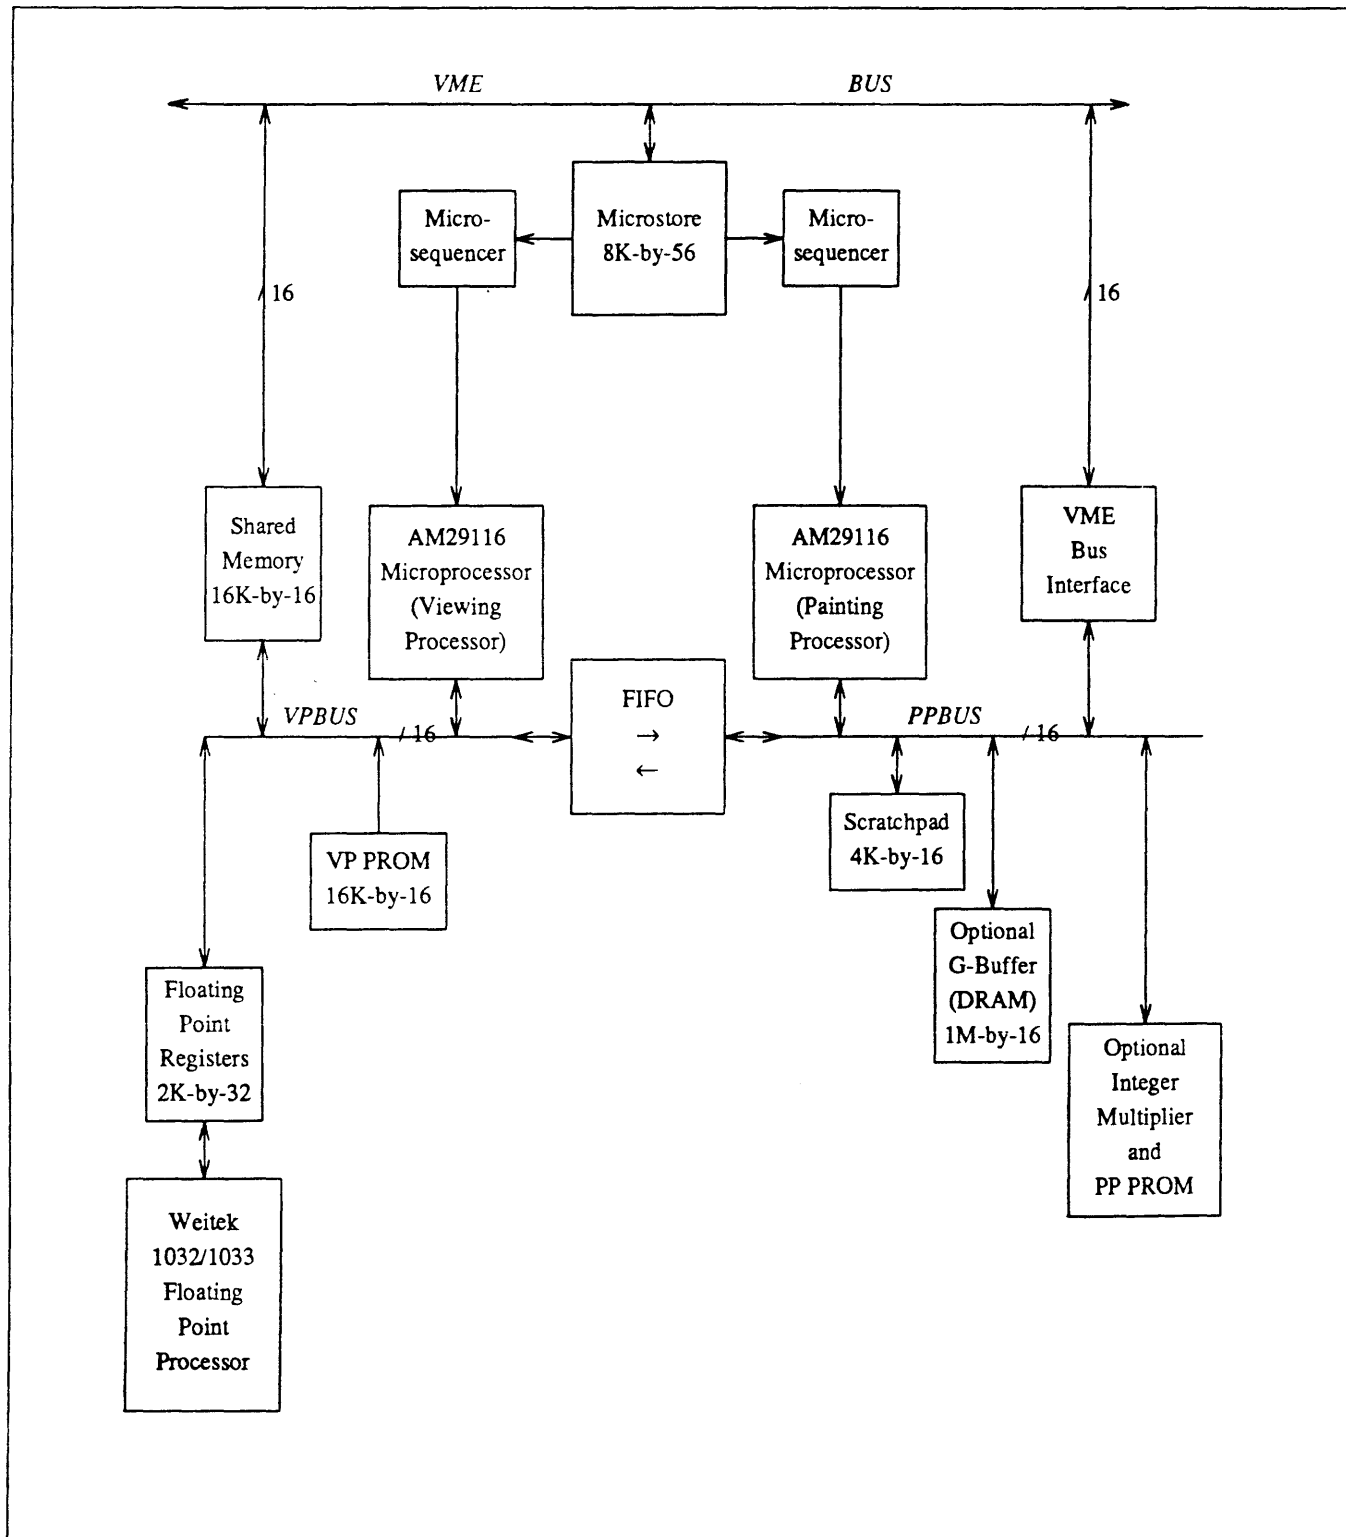 VME BUS
Micro-
sequencer
Microstore
8K-by-56
Micro-
sequencer
16
16
Shared
Memory
16K-by-16
AM29116
Microprocessor
(Viewing
Processor)
AM29116
Microprocessor
(Painting
Processor)
VME
Bus
Interface
FIFO
→
←
VPBUS
/ 16
PPBUS
/ 16
VP PROM
16K-by-16
Scratchpad
4K-by-16
Optional
G-Buffer
(DRAM)
1M-by-16
Floating
Point
Registers
2K-by-32
Optional
Integer
Multiplier
and
PP PROM
Weitek
1032/1033
Floating
Point
Processor